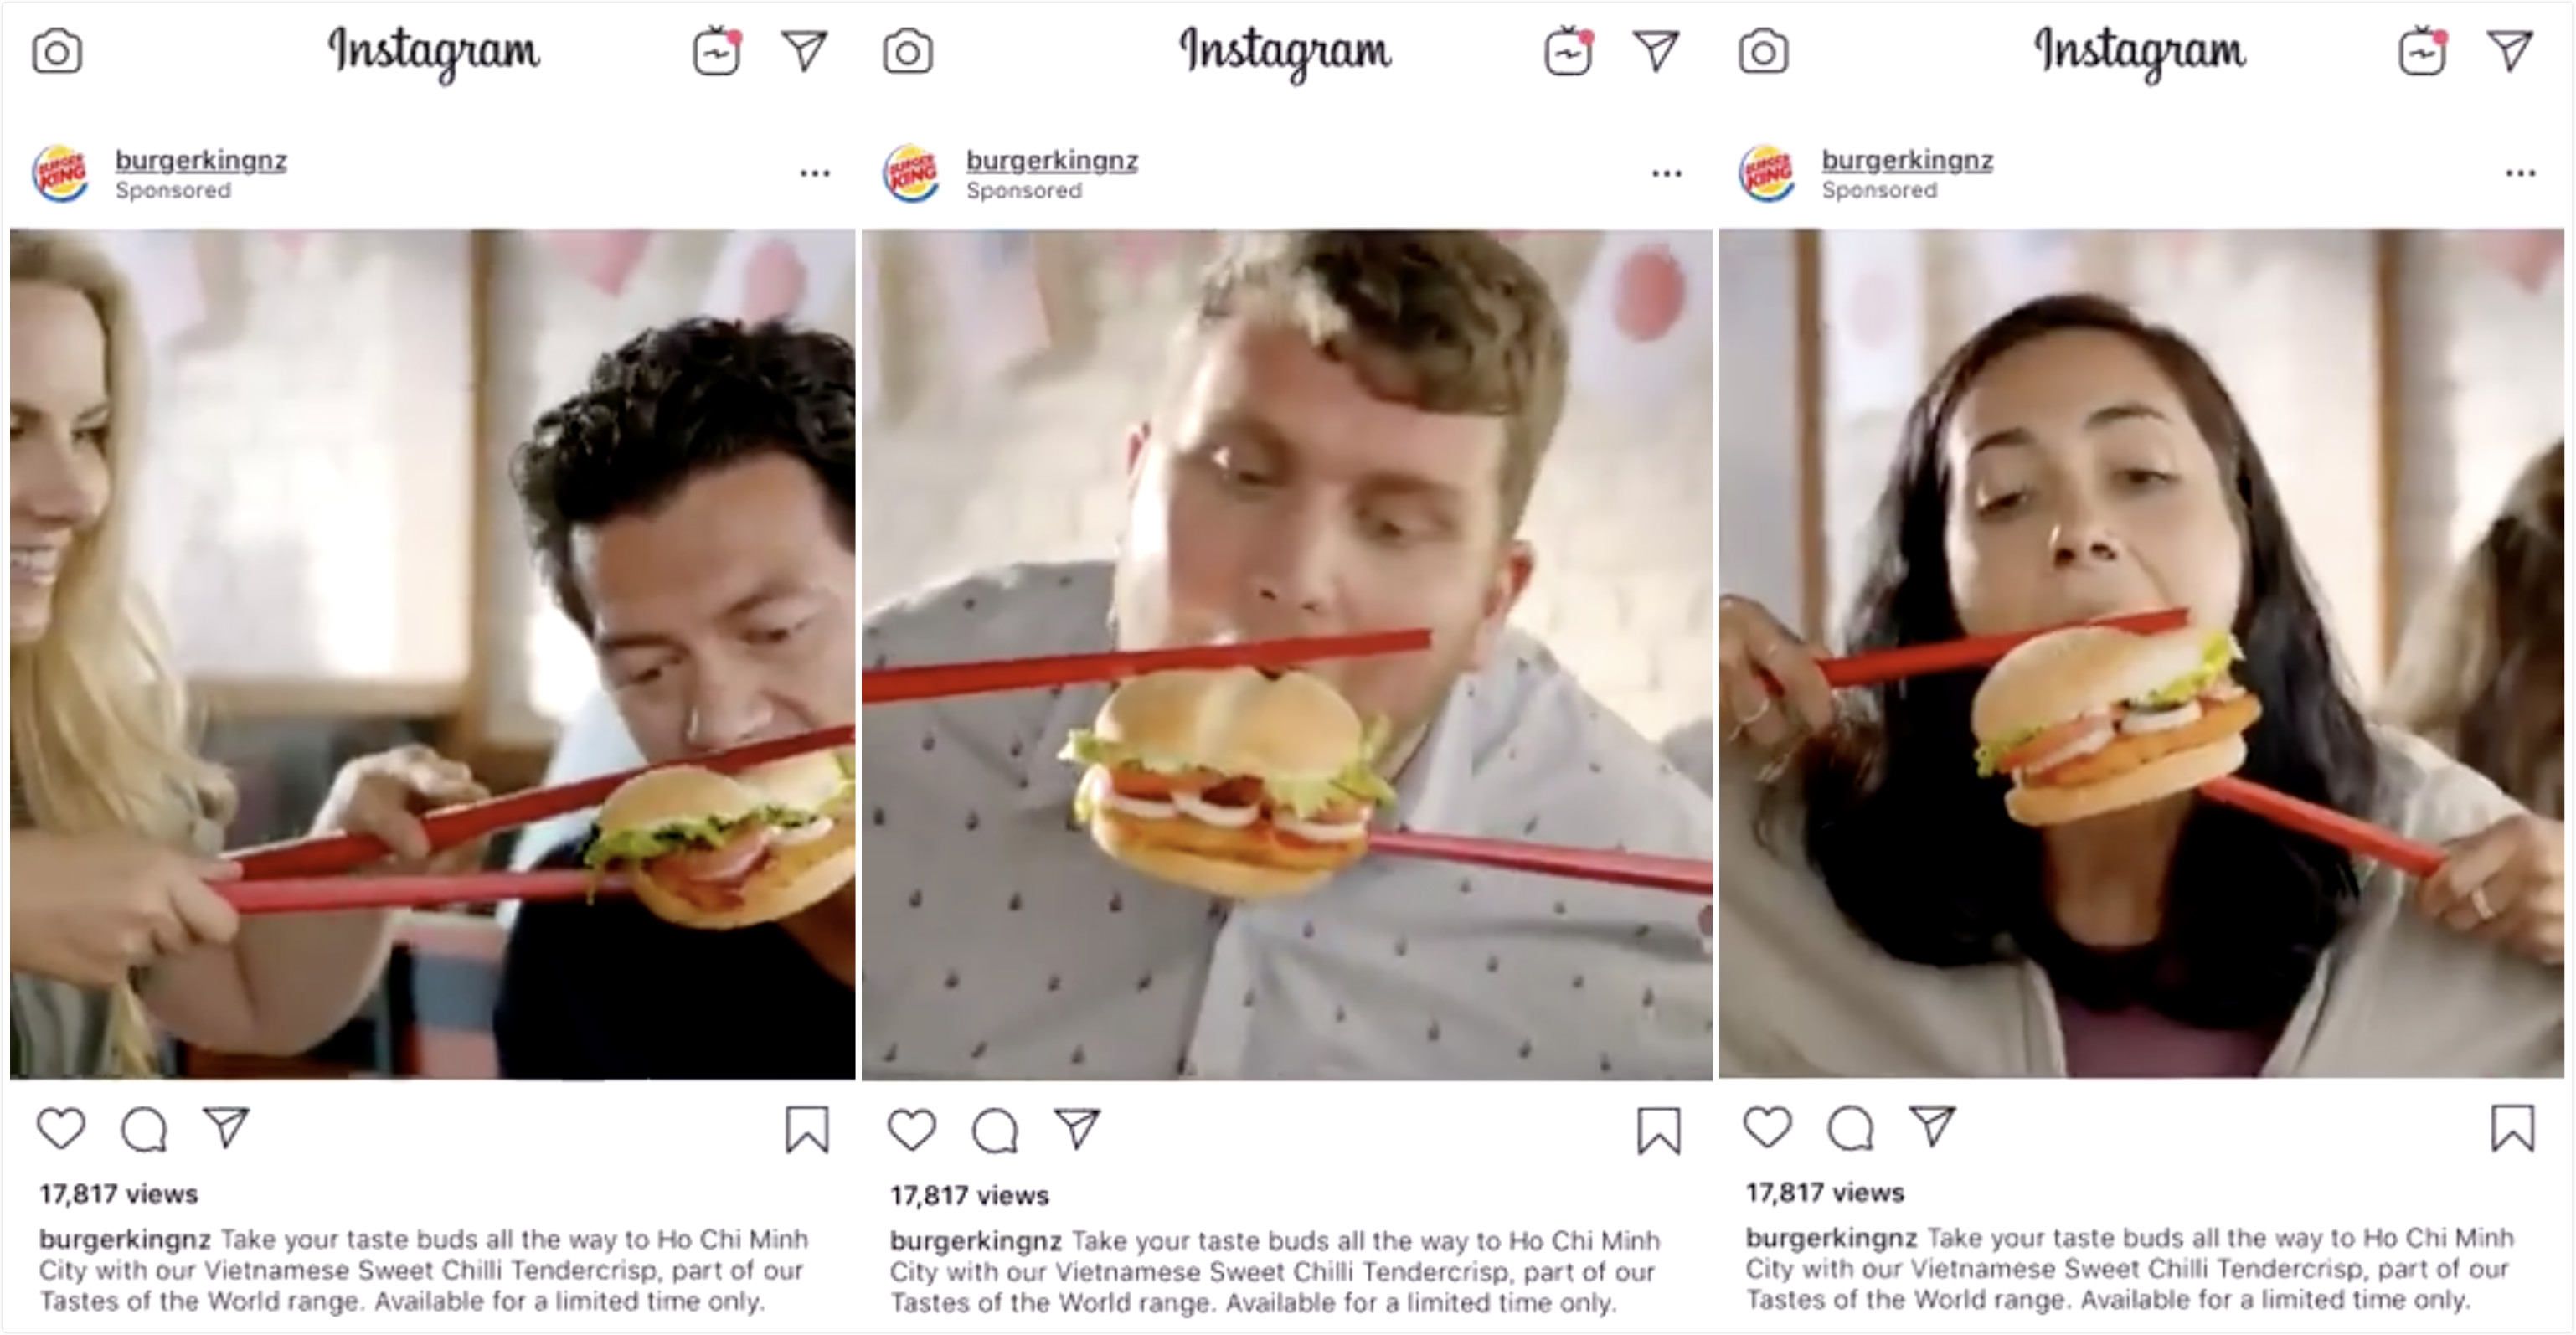 Instagram
burgerkingnz
Sponsored
BURGER
KING
17,817 views
burgerkingnz Take your taste buds all the way to Ho Chi Minh
City with our Vietnamese Sweet Chilli Tendercrisp, part of our
Tastes of the World range. Available for a limited time only.
Instagram
burgerkingnz
Sponsored
BURGER
KING
17,817 views
burgerkingnz Take your taste buds all the way to Ho Chi Minh
City with our Vietnamese Sweet Chilli Tendercrisp, part of our
Tastes of the World range. Available for a limited time only.
Instagram
burgerkingnz
Sponsored
BURGER
KING
17,817 views
burgerkingnz Take your taste buds all the way to Ho Chi Minh
City with our Vietnamese Sweet Chilli Tendercrisp, part of our
Tastes of the World range. Available for a limited time only.